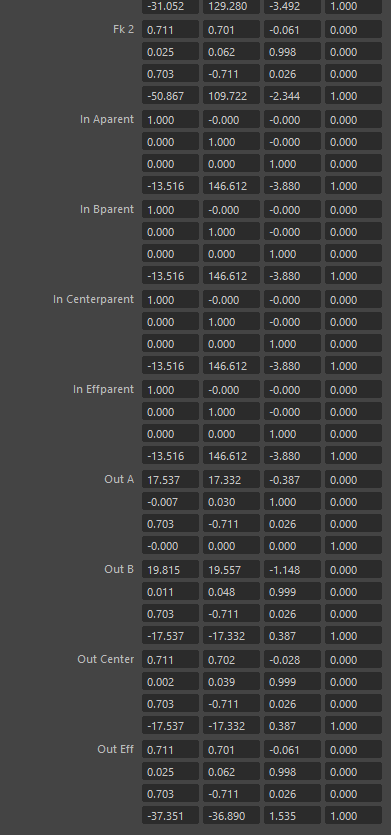 -31.052 129.280 -3.492 1.000
Fk 2 0.711 0.701 -0.061 0.000
0.025 0.062 0.998 0.000
0.703 -0.711 0.026 0.000
-50.867 109.722 -2.344 1.000
In Aparent 1.000 -0.000 -0.000 0.000
0.000 1.000 -0.000 0.000
0.000 0.000 1.000 0.000
-13.516 146.612 -3.880 1.000
In Bparent 1.000 -0.000 -0.000 0.000
0.000 1.000 -0.000 0.000
0.000 0.000 1.000 0.000
-13.516 146.612 -3.880 1.000
In Centerparent 1.000 -0.000 -0.000 0.000
0.000 1.000 -0.000 0.000
0.000 0.000 1.000 0.000
-13.516 146.612 -3.880 1.000
In Effparent 1.000 -0.000 -0.000 0.000
0.000 1.000 -0.000 0.000
0.000 0.000 1.000 0.000
-13.516 146.612 -3.880 1.000
Out A 17.537 17.332 -0.387 0.000
-0.007 0.030 1.000 0.000
0.703 -0.711 0.026 0.000
-0.000 0.000 0.000 1.000
Out B 19.815 19.557 -1.148 0.000
0.011 0.048 0.999 0.000
0.703 -0.711 0.026 0.000
-17.537 -17.332 0.387 1.000
Out Center 0.711 0.702 -0.028 0.000
0.002 0.039 0.999 0.000
0.703 -0.711 0.026 0.000
-17.537 -17.332 0.387 1.000
Out Eff 0.711 0.701 -0.061 0.000
0.025 0.062 0.998 0.000
0.703 -0.711 0.026 0.000
-37.351 -36.890 1.535 1.000